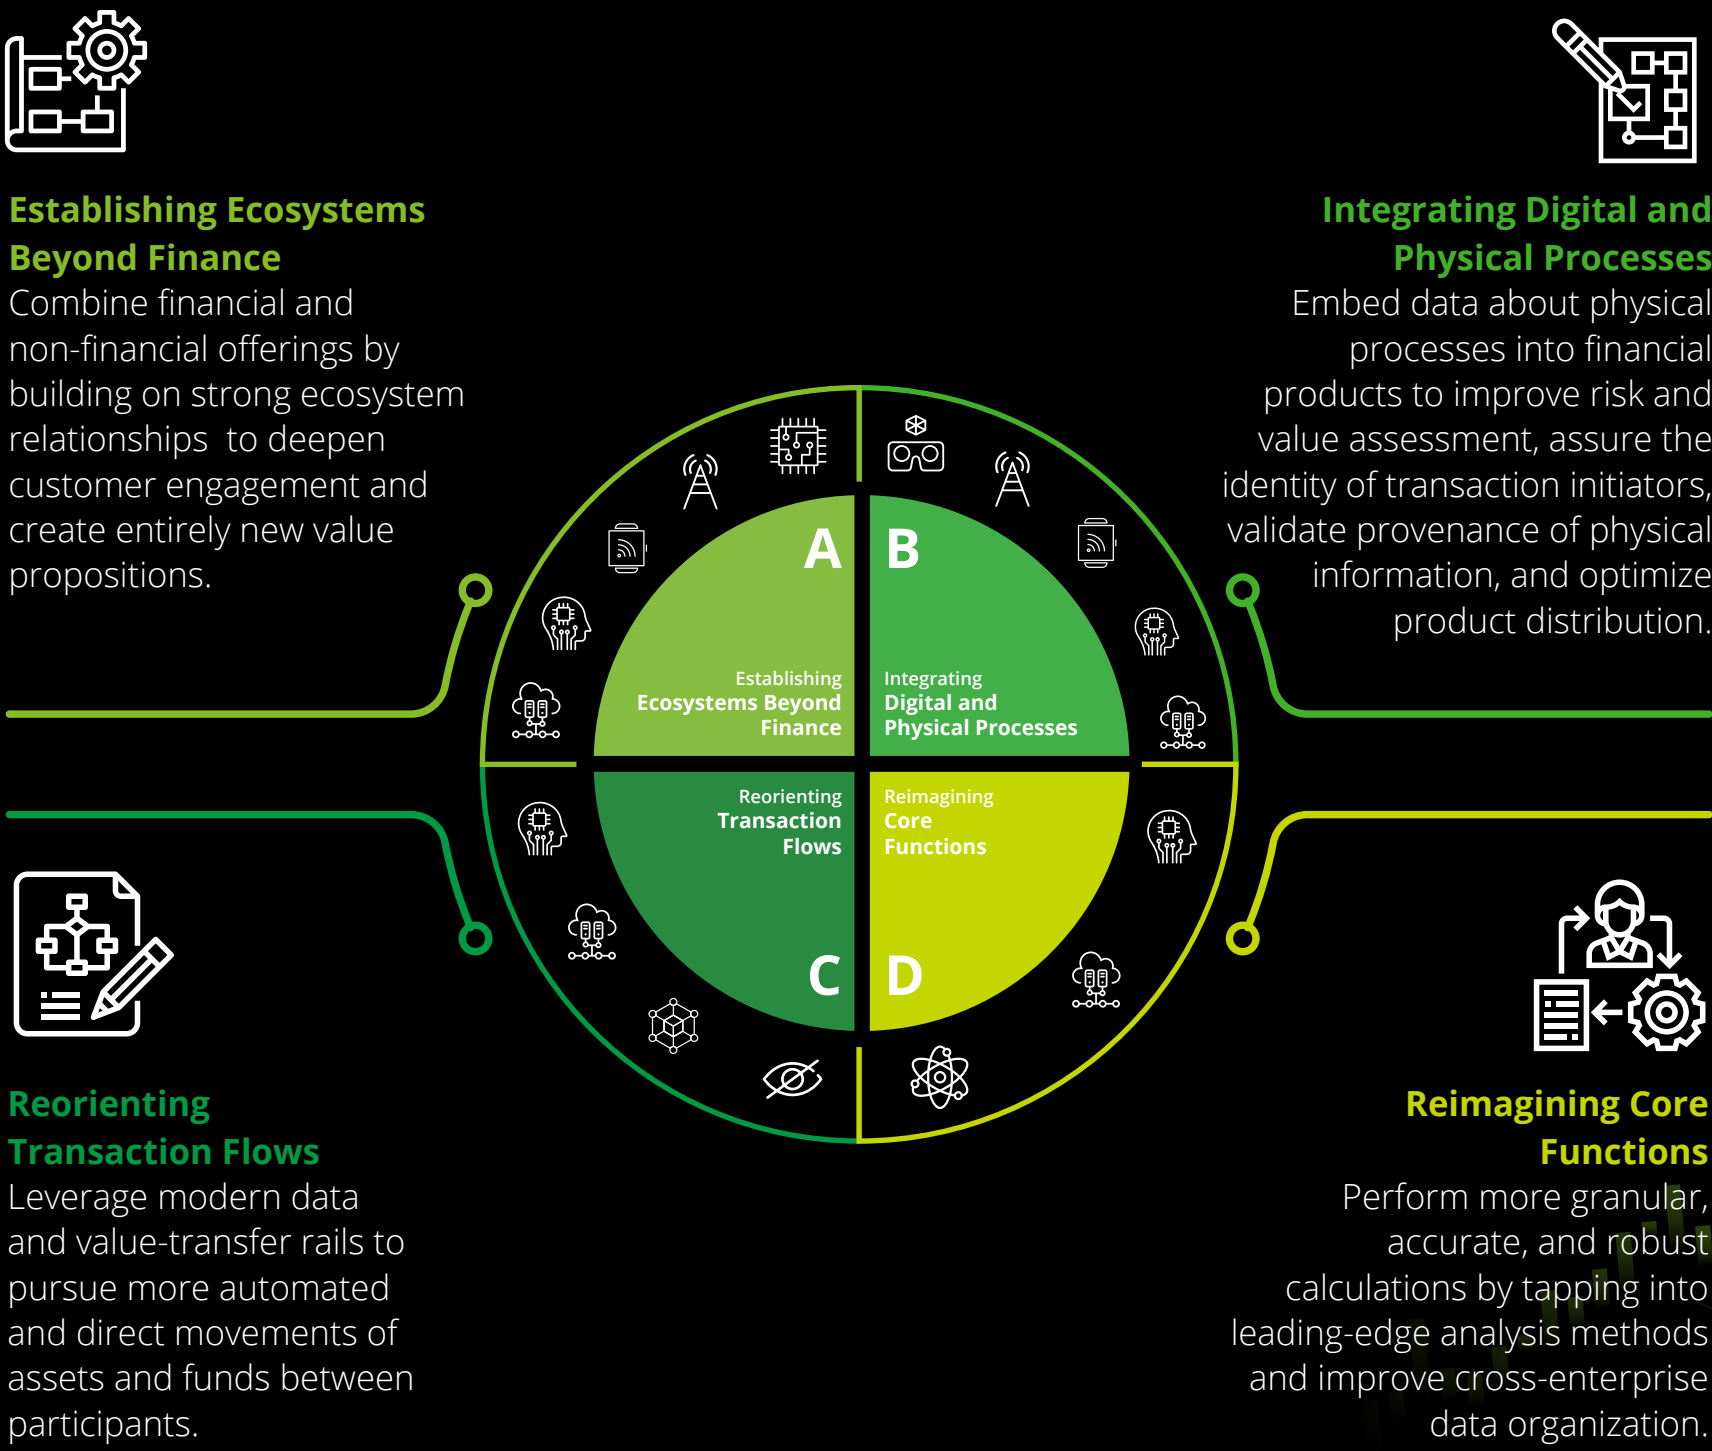 Establishing Ecosystems
Beyond Finance
Combine financial and
non-financial offerings by
building on strong ecosystem
relationships to deepen
customer engagement and
create entirely new value
propositions.
Integrating Digital and
Physical Processes
Embed data about physical
processes into financial
products to improve risk and
value assessment, assure the
identity of transaction initiators,
validate provenance of physical
information, and optimize
product distribution.
A
Establishing
Ecosystems Beyond
Finance
B
Integrating
Digital and
Physical Processes
Reorienting
Transaction
Flows
C
Reimagining
Core
Functions
D
Reorienting
Transaction Flows
Leverage modern data
and value-transfer rails to
pursue more automated
and direct movements of
assets and funds between
participants.
Reimagining Core
Functions
Perform more granular,
accurate, and robust
calculations by tapping into
leading-edge analysis methods
and improve cross-enterprise
data organization.